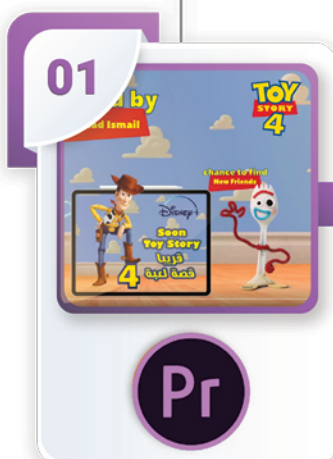 01
by
Ismail
TOY
STORY
4
chance to find
New Friends
Disney+
Soon
Toy Story
4
قريبا
قصة لعبة
Pr